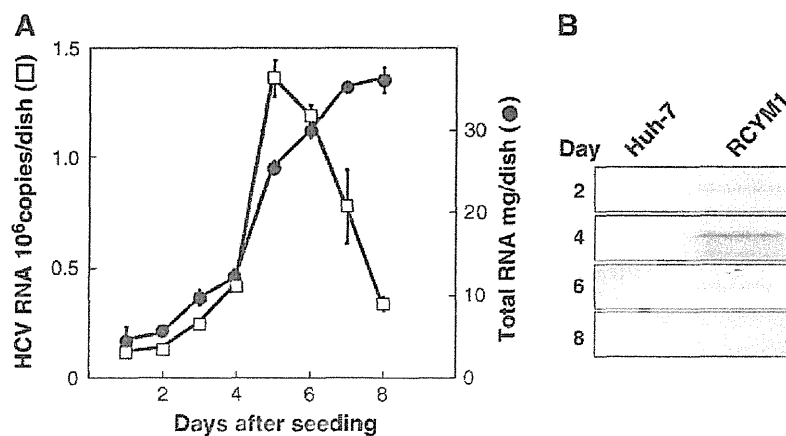 A
HCV RNA 10⁶copies/dish (□)
1.5
1.0
0.5
0
2
4
6
8
Days after seeding
30
20
10
0
Total RNA mg/dish (●)
B
Day
Huh-7
RCYM1
2
4
6
8